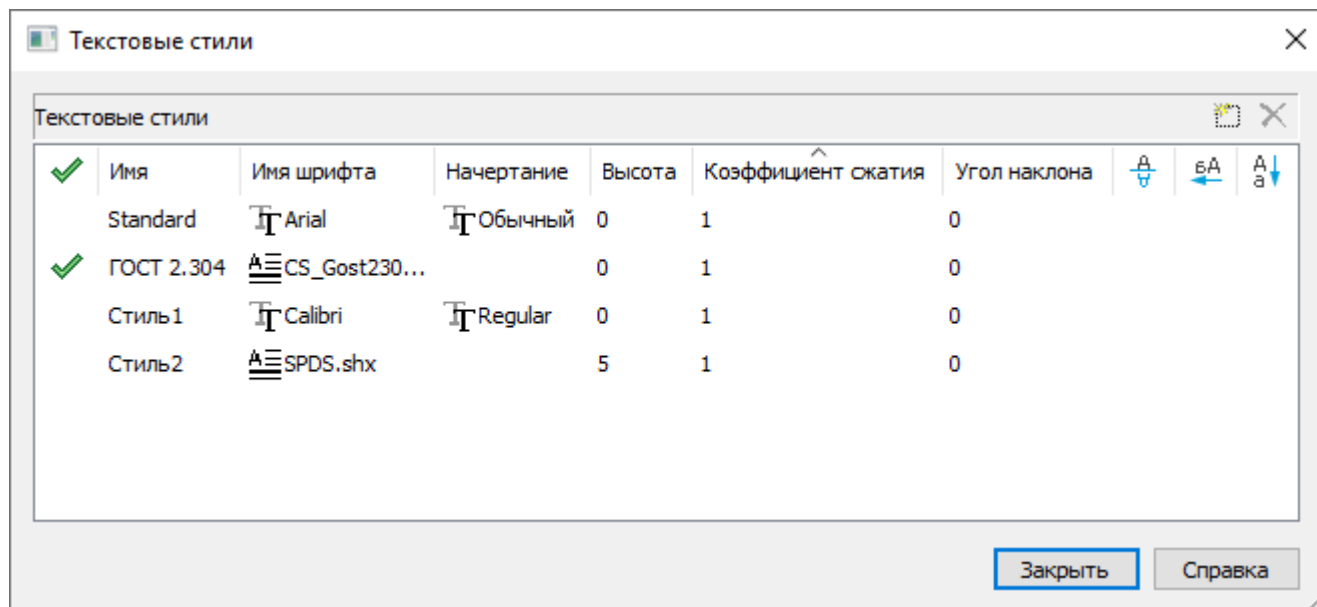 Текстовые стили
Текстовые стили
Имя Имя шрифта Начертание Высота Коэффициент сжатия Угол наклона
Standard Arial Обычный 0 1 0
ГОСТ 2.304 CS_Gost230... 0 1 0
Стиль1 Calibri Regular 0 1 0
Стиль2 SPDS.shx 5 1 0
Закрыть Справка